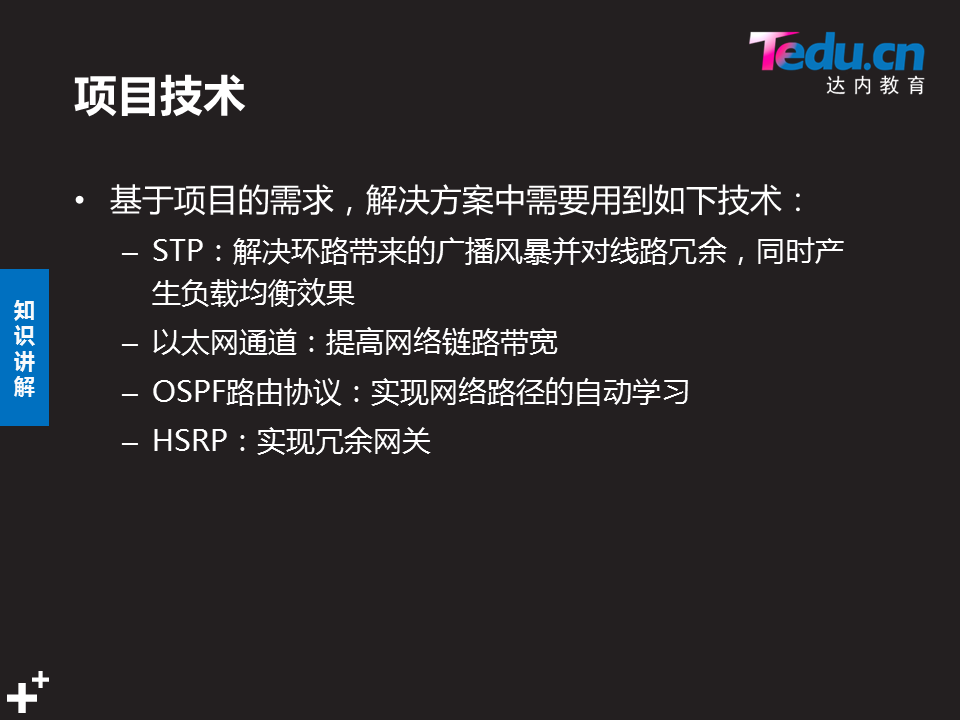 Tedu.cn
达内教育
项目技术
• 基于项目的需求，解决方案中需要用到如下技术：
– STP：解决环路带来的广播风暴并对线路冗余，同时产
生负载均衡效果
– 以太网通道：提高网络链路带宽
– OSPF路由协议：实现网络路径的自动学习
– HSRP：实现冗余网关
知
识
讲
解